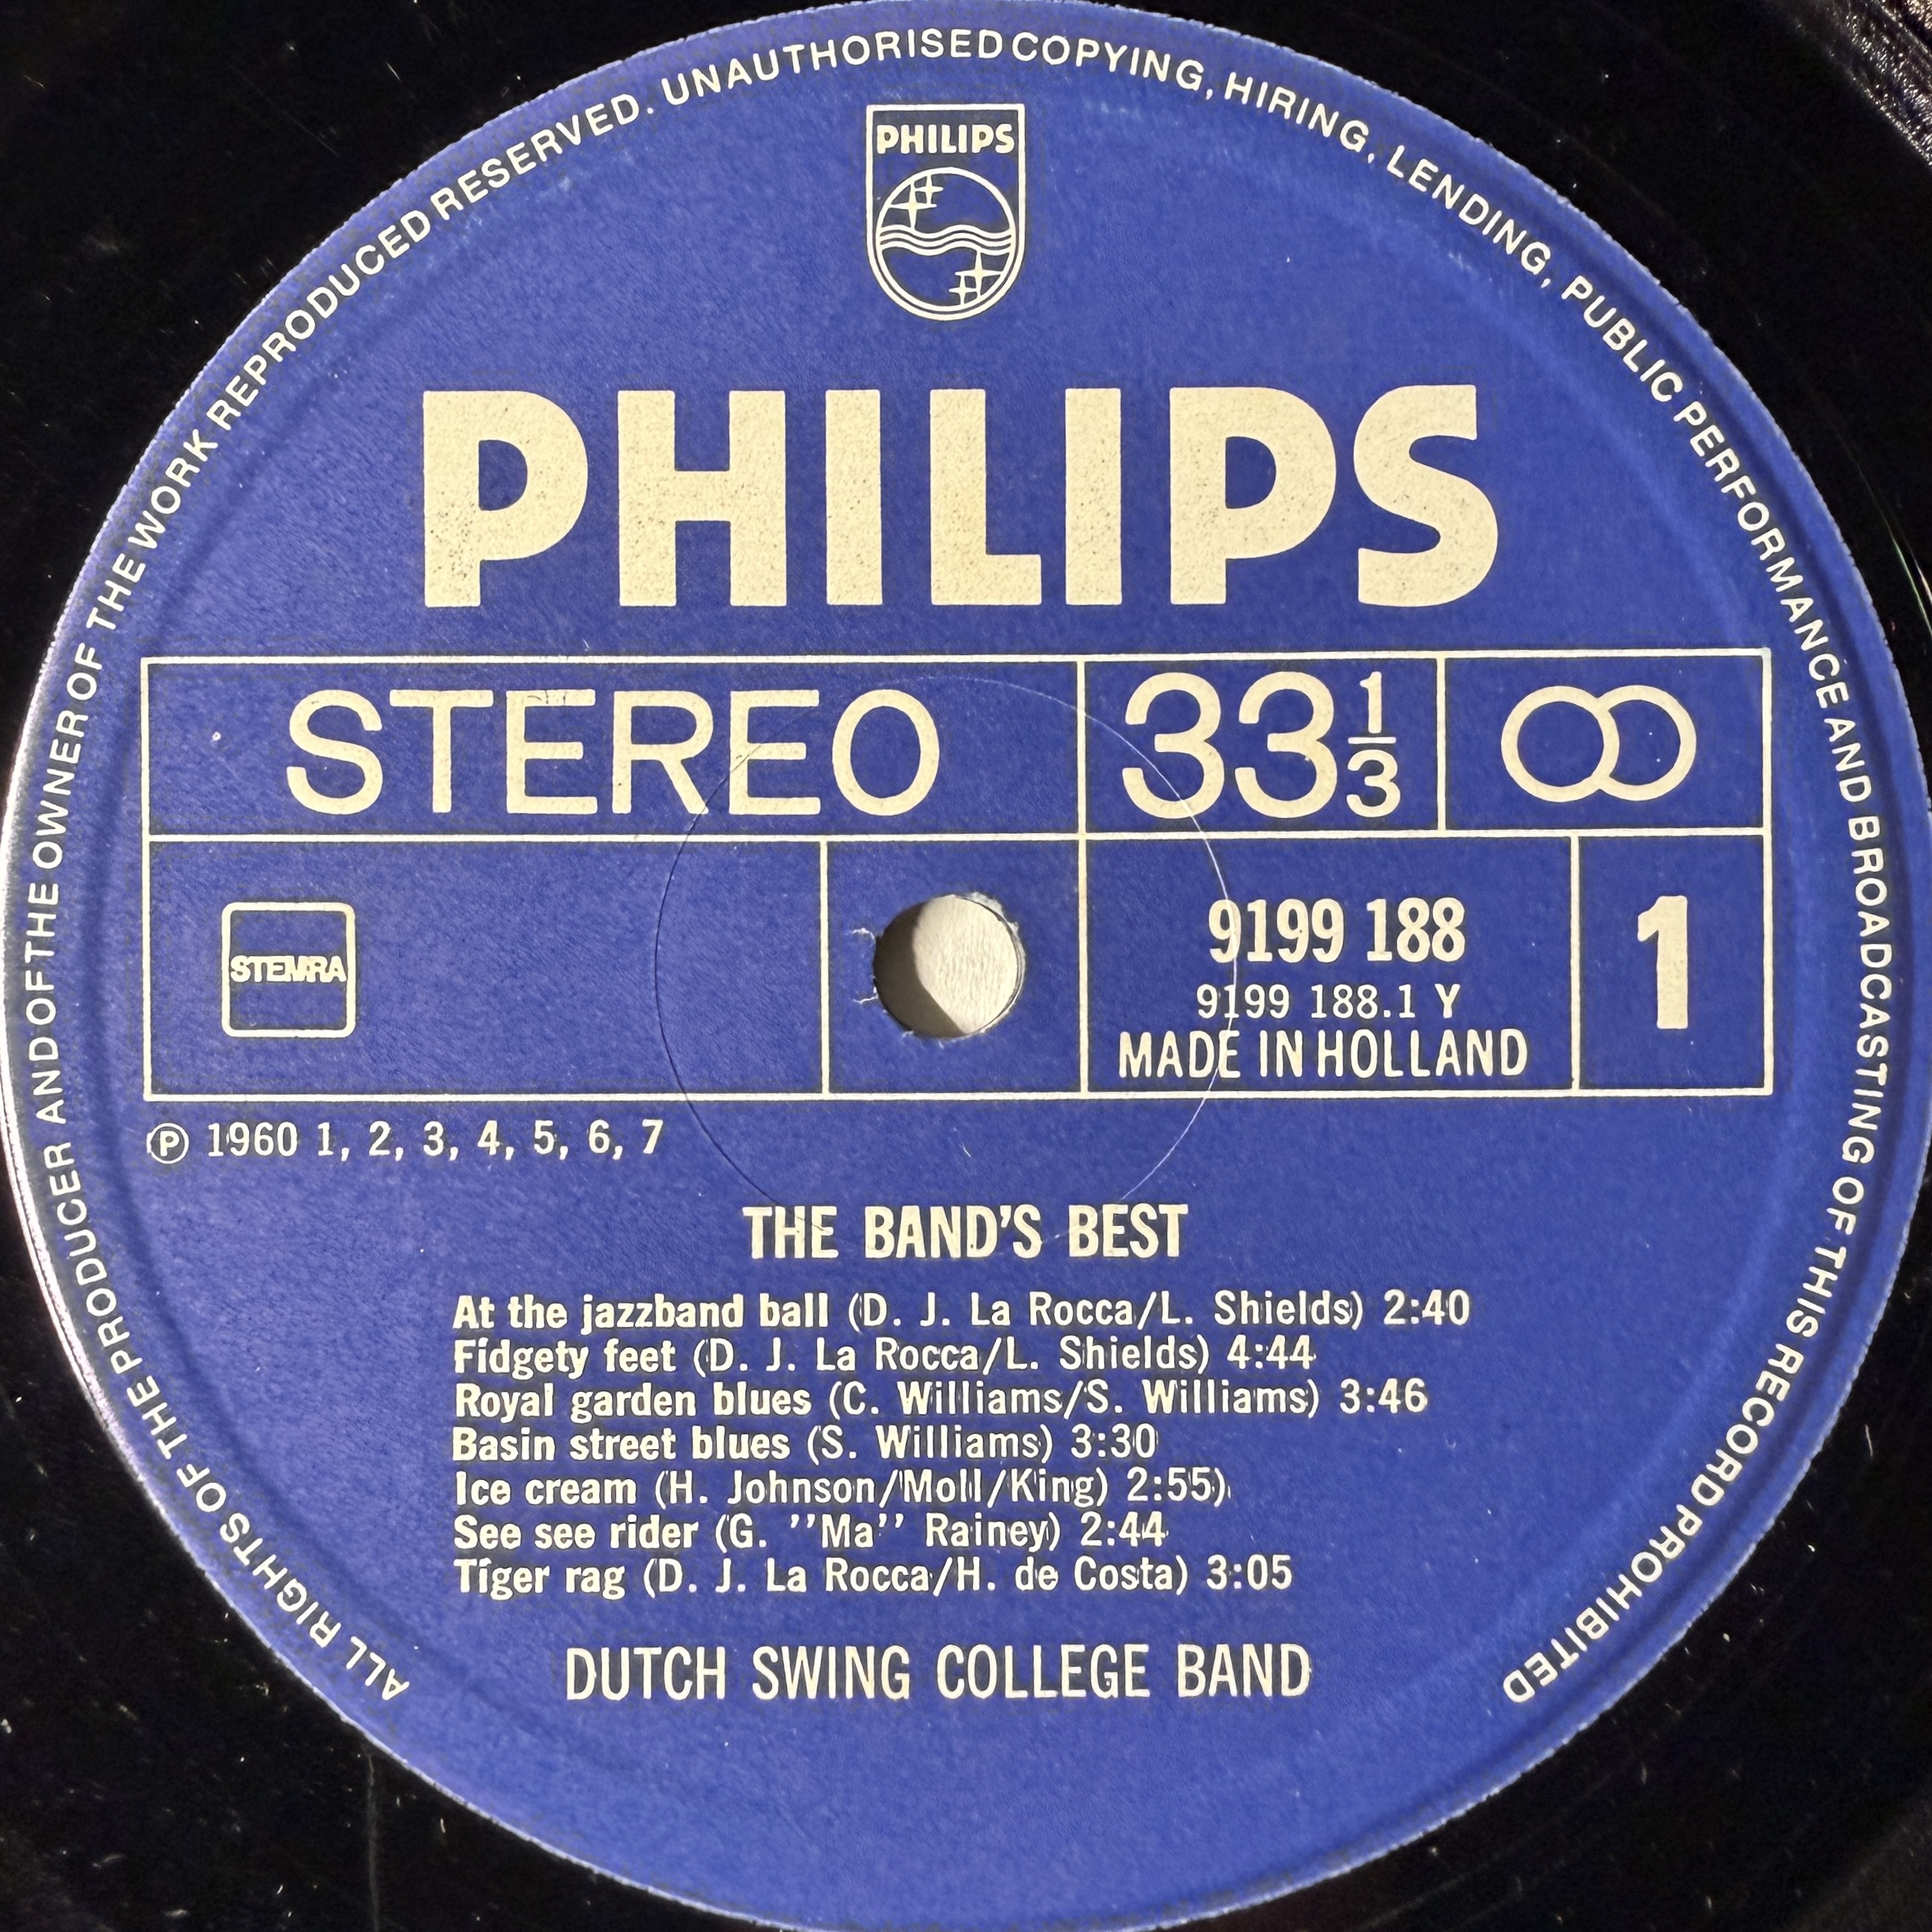 ALL RIGHTS OF THE PRODUCER AND OF THE OWNER OF THE WORK REPRODUCED RESERVED. UNAUTHORISED COPYING, HIRING, LENDING, PUBLIC PERFORMANCE AND BROADCASTING OF THIS RECORD PROHIBITED
PHILIPS
PHILIPS
STEREO 33 1/3
STEMRA
9199 188
9199 188.1 Y
MADE IN HOLLAND
1
℗ 1960 1, 2, 3, 4, 5, 6, 7
THE BAND'S BEST
At the jazzband ball (D. J. La Rocca/L. Shields) 2:40
Fidgety feet (D. J. La Rocca/L. Shields) 4:44
Royal garden blues (C. Williams/S. Williams) 3:46
Basin street blues (S. Williams) 3:30
Ice cream (H. Johnson/Moll/King) 2:55)
See see rider (G. ''Ma'' Rainey) 2:44
Tiger rag (D. J. La Rocca/H. de Costa) 3:05
DUTCH SWING COLLEGE BAND